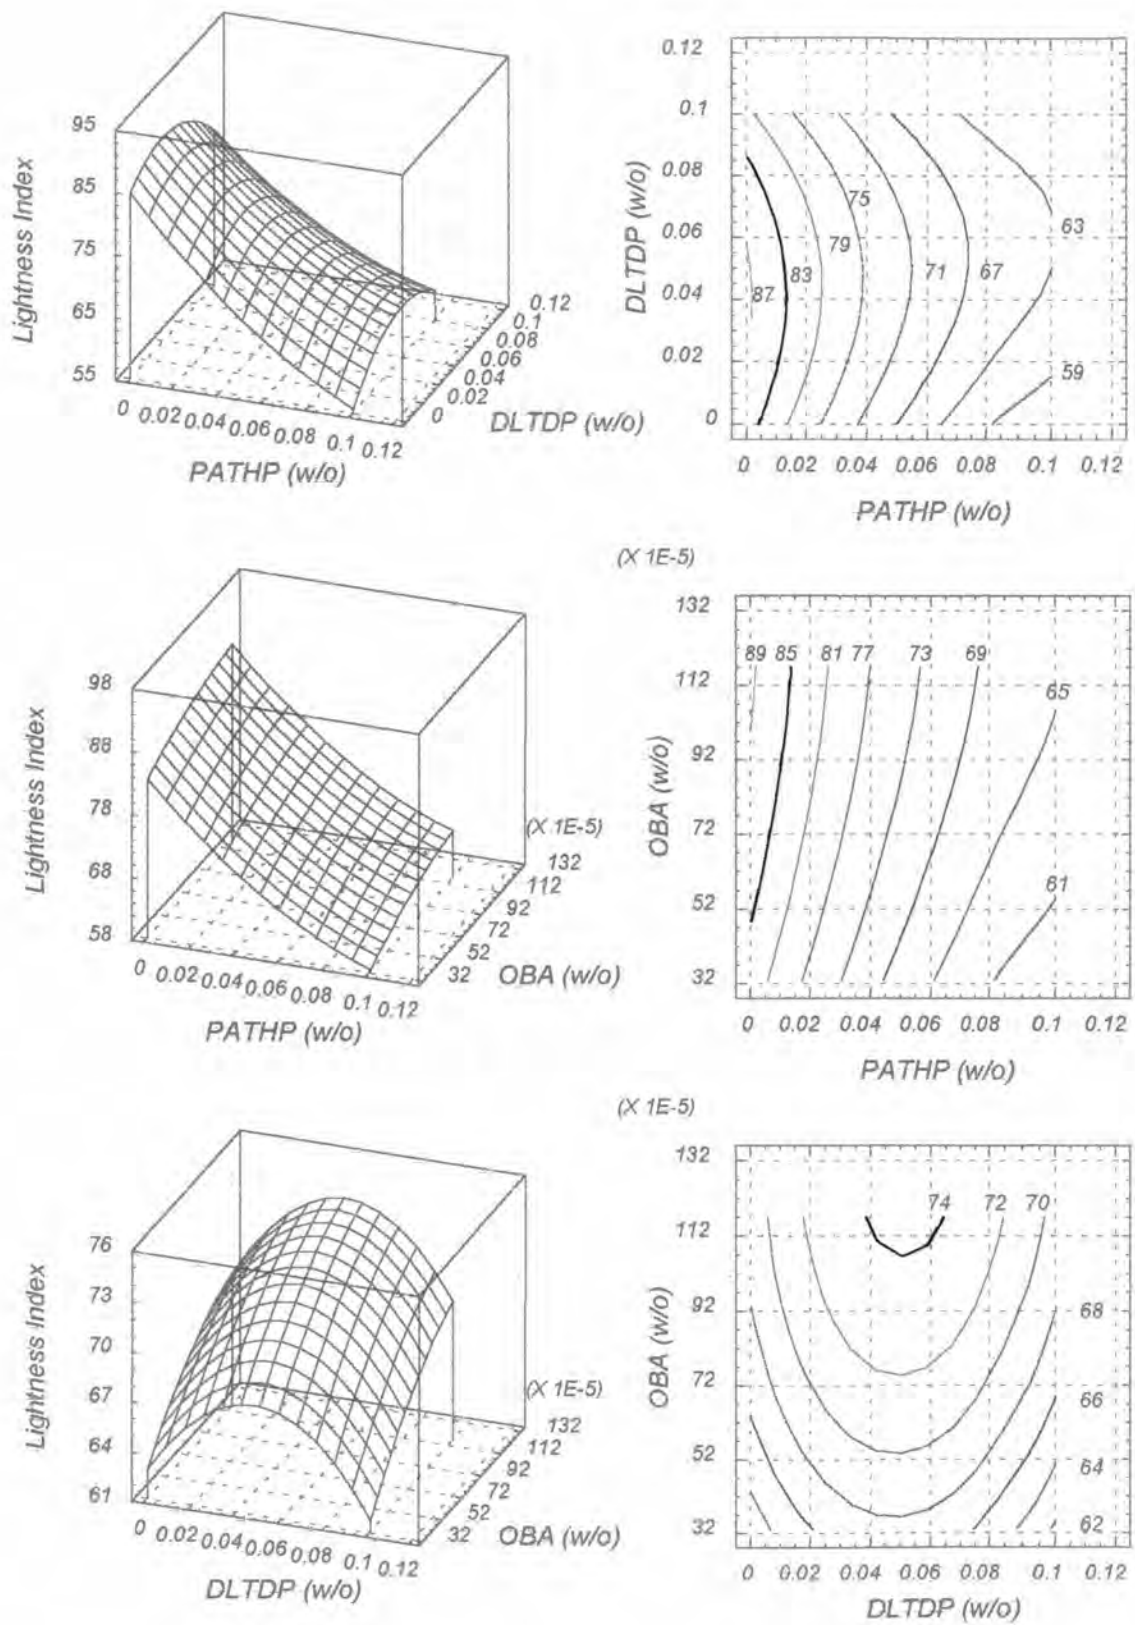 Lightness Index
95
85
75
65
55
0 0.02 0.04 0.06 0.08 0.1 0.12
PATHP (w/o)
0.12
0.1
0.08
0.06
0.04
0.02
0
DLTDP (w/o)
DLTDP (w/o)
0.12
0.1
0.08
0.06
0.04
0.02
0
87
83
79
75
71
67
63
59
0 0.02 0.04 0.06 0.08 0.1 0.12
PATHP (w/o)
Lightness Index
98
88
78
68
58
0 0.02 0.04 0.06 0.08 0.1 0.12
PATHP (w/o)
(X 1E-5)
132
112
92
72
52
32
OBA (w/o)
(X 1E-5)
OBA (w/o)
132
112
92
72
52
32
89 85 81 77 73 69
65
61
0 0.02 0.04 0.06 0.08 0.1 0.12
PATHP (w/o)
Lightness Index
76
73
70
67
64
61
0 0.02 0.04 0.06 0.08 0.1 0.12
DLTDP (w/o)
(X 1E-5)
132
112
92
72
52
32
OBA (w/o)
(X 1E-5)
OBA (w/o)
132
112
92
72
52
32
74 72 70
68
66
64
62
0 0.02 0.04 0.06 0.08 0.1 0.12
DLTDP (w/o)